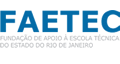 FAETEC
FUNDAÇÃO DE APOIO À ESCOLA TÉCNICA
DO ESTADO DO RIO DE JANEIRO